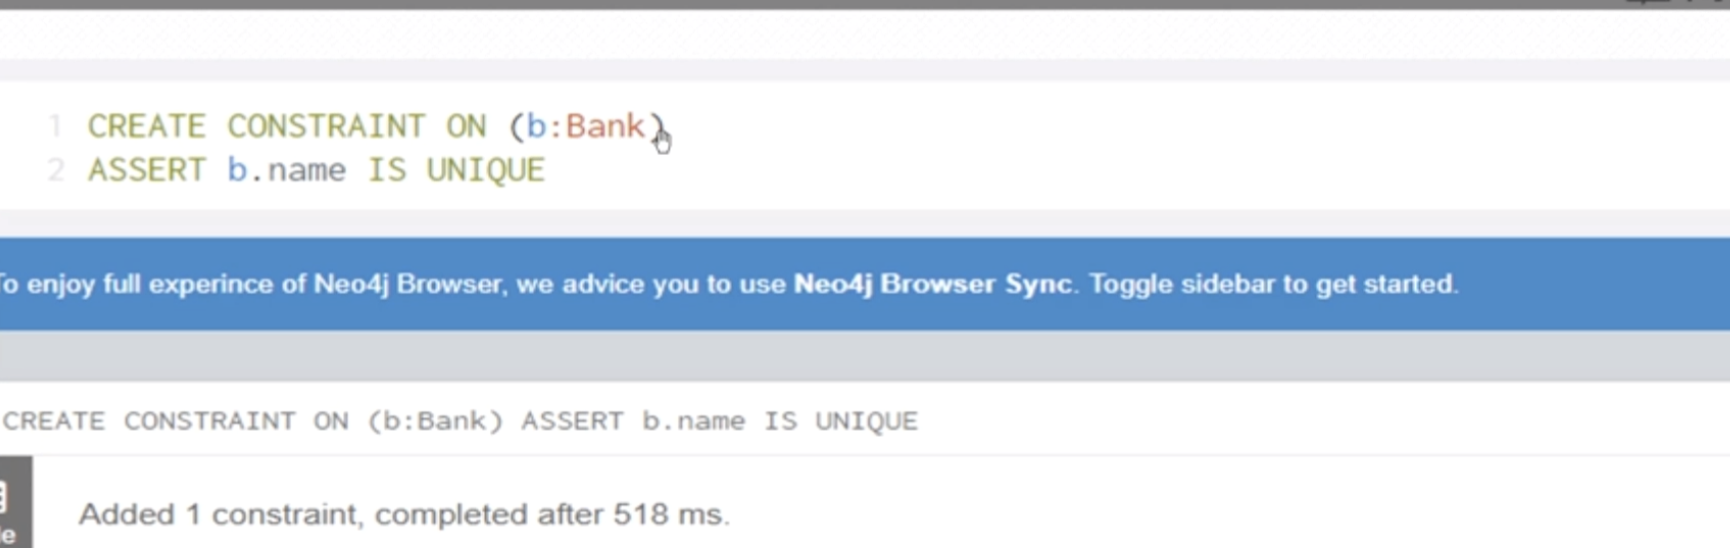 1 CREATE CONSTRAINT ON (b:Bank)
2 ASSERT b.name IS UNIQUE
To enjoy full experince of Neo4j Browser, we advice you to use Neo4j Browser Sync. Toggle sidebar to get started.
CREATE CONSTRAINT ON (b:Bank) ASSERT b.name IS UNIQUE
Added 1 constraint, completed after 518 ms.